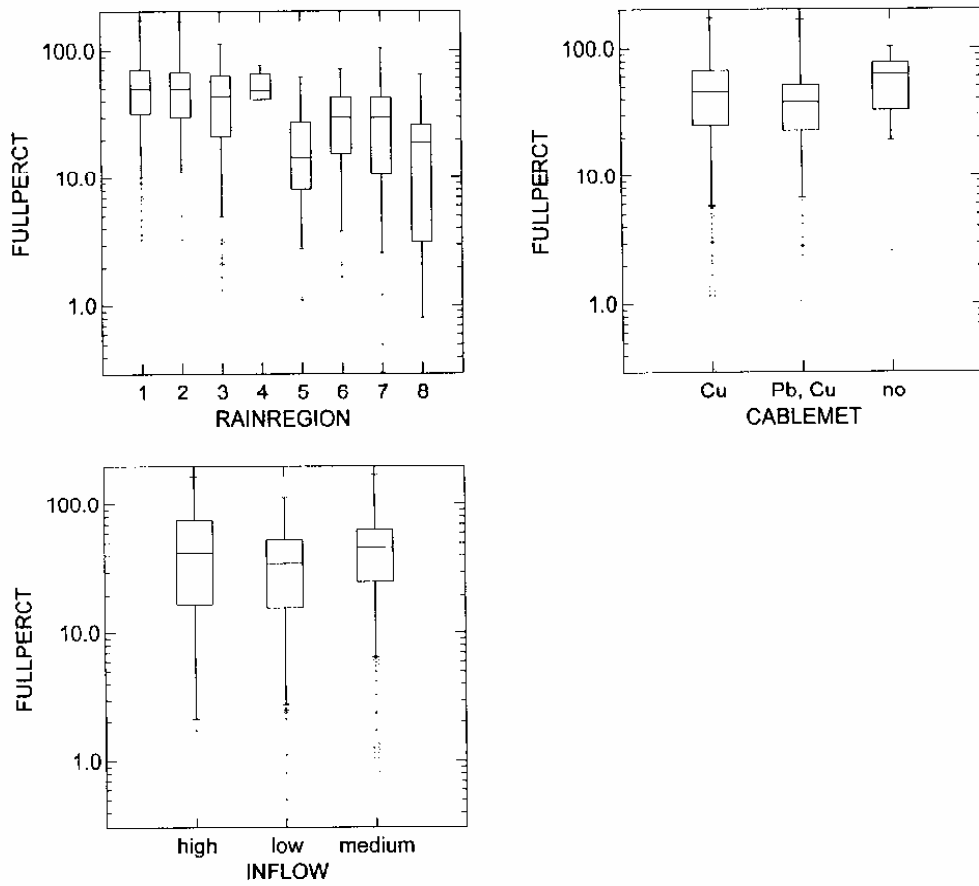 FULLPERCT
100.0
10.0
1.0
1 2 3 4 5 6 7 8
RAINREGION
FULLPERCT
100.0
10.0
1.0
Cu Pb, Cu no
CABLEMET
FULLPERCT
100.0
10.0
1.0
high low medium
INFLOW